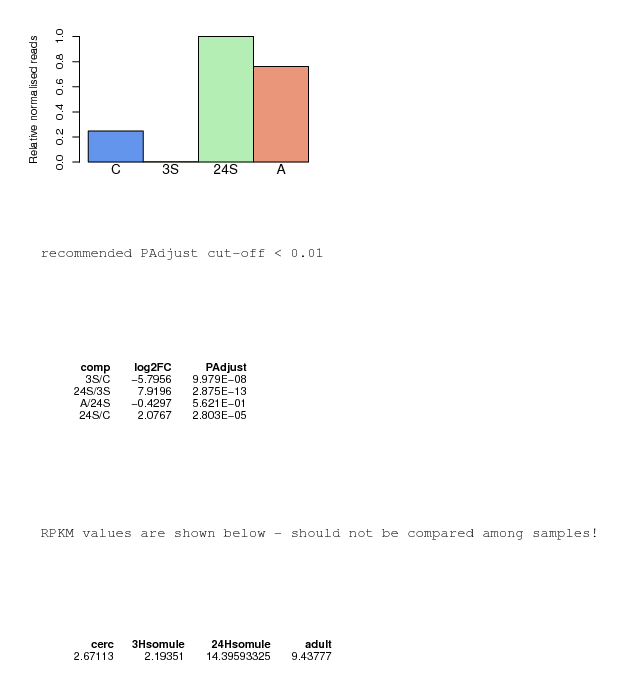 Relative normalised reads
1.0
0.8
0.6
0.4
0.2
0.0
C 3S 24S A
recommended PAdjust cut-off < 0.01
comp log2FC PAdjust
3S/C −5.7956 9.979E−08
24S/3S 7.9196 2.875E−13
A/24S −0.4297 5.621E−01
24S/C 2.0767 2.803E−05
RPKM values are shown below - should not be compared among samples!
cerc 3Hsomule 24Hsomule adult
2.67113 2.19351 14.39593325 9.43777